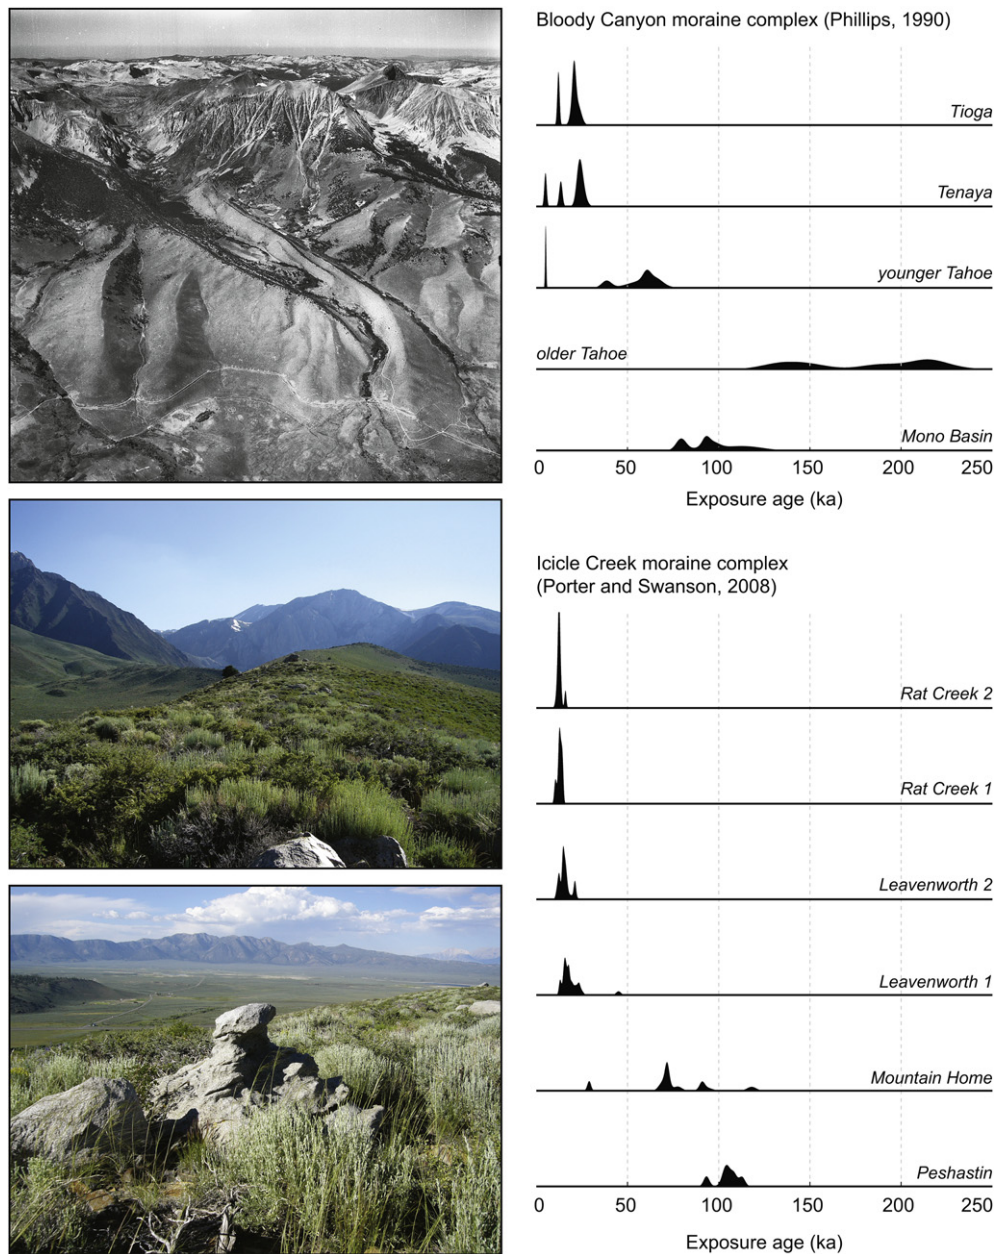 Bloody Canyon moraine complex (Phillips, 1990)
Tioga
Tenaya
younger Tahoe
older Tahoe
Mono Basin
0 50 100 150 200 250
Exposure age (ka)
Icicle Creek moraine complex
(Porter and Swanson, 2008)
Rat Creek 2
Rat Creek 1
Leavenworth 2
Leavenworth 1
Mountain Home
Peshastin
0 50 100 150 200 250
Exposure age (ka)